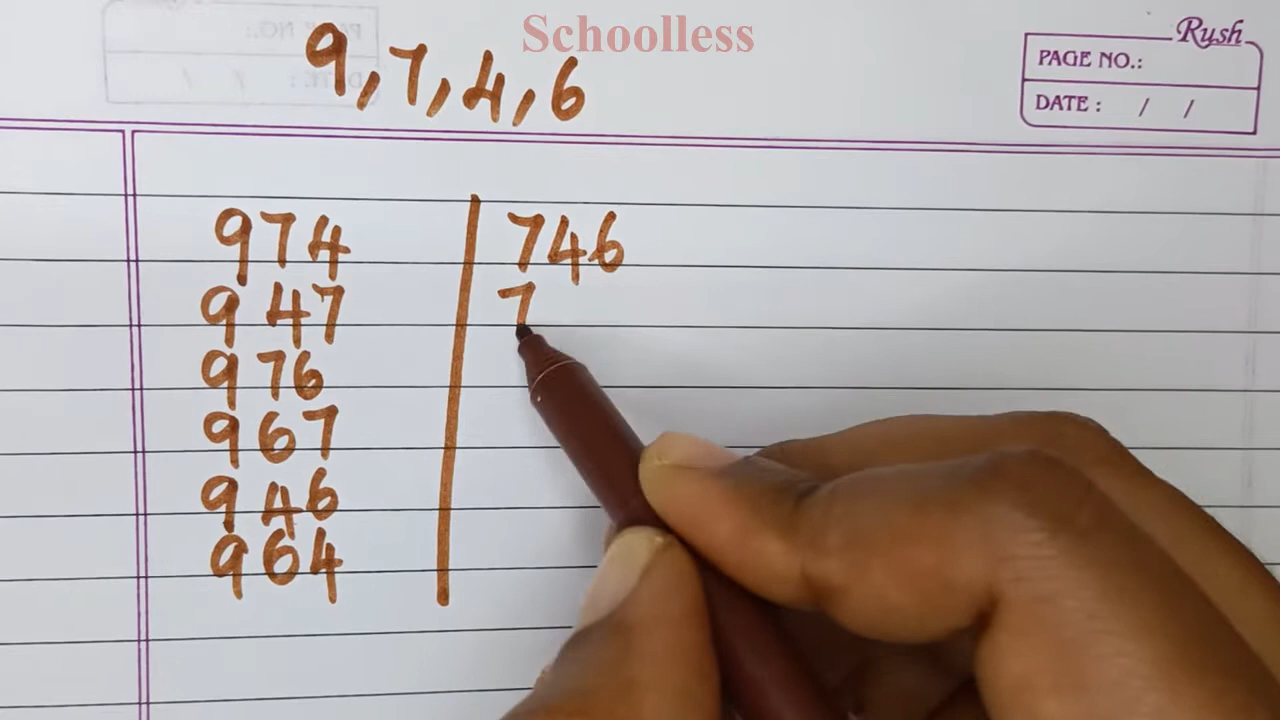 Schoolless
Rush
PAGE NO.:
DATE : / /
9,7,4,6
974
947
976
967
946
964
746
7